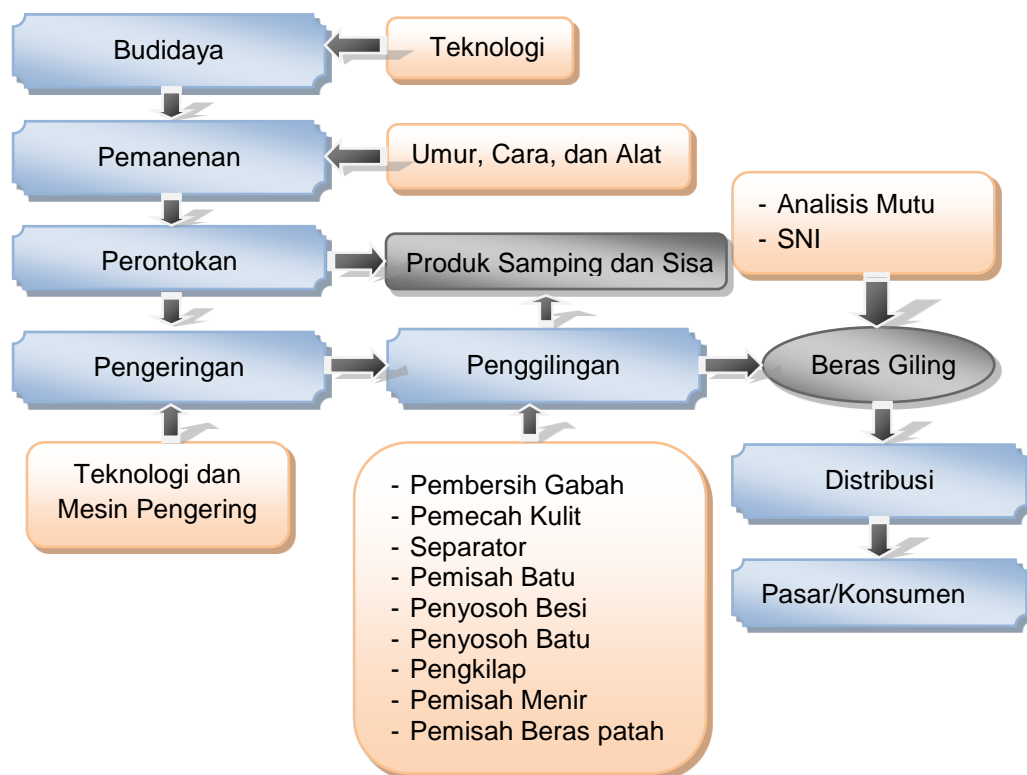 Budidaya
Teknologi
Pemanenan
Umur, Cara, dan Alat
- Analisis Mutu
- SNI
Perontokan
Produk Samping dan Sisa
Pengeringan
Penggilingan
Beras Giling
Teknologi dan
Mesin Pengering
- Pembersih Gabah
- Pemecah Kulit
- Separator
- Pemisah Batu
- Penyosoh Besi
- Penyosoh Batu
- Pengkilap
- Pemisah Menir
- Pemisah Beras patah
Distribusi
Pasar/Konsumen